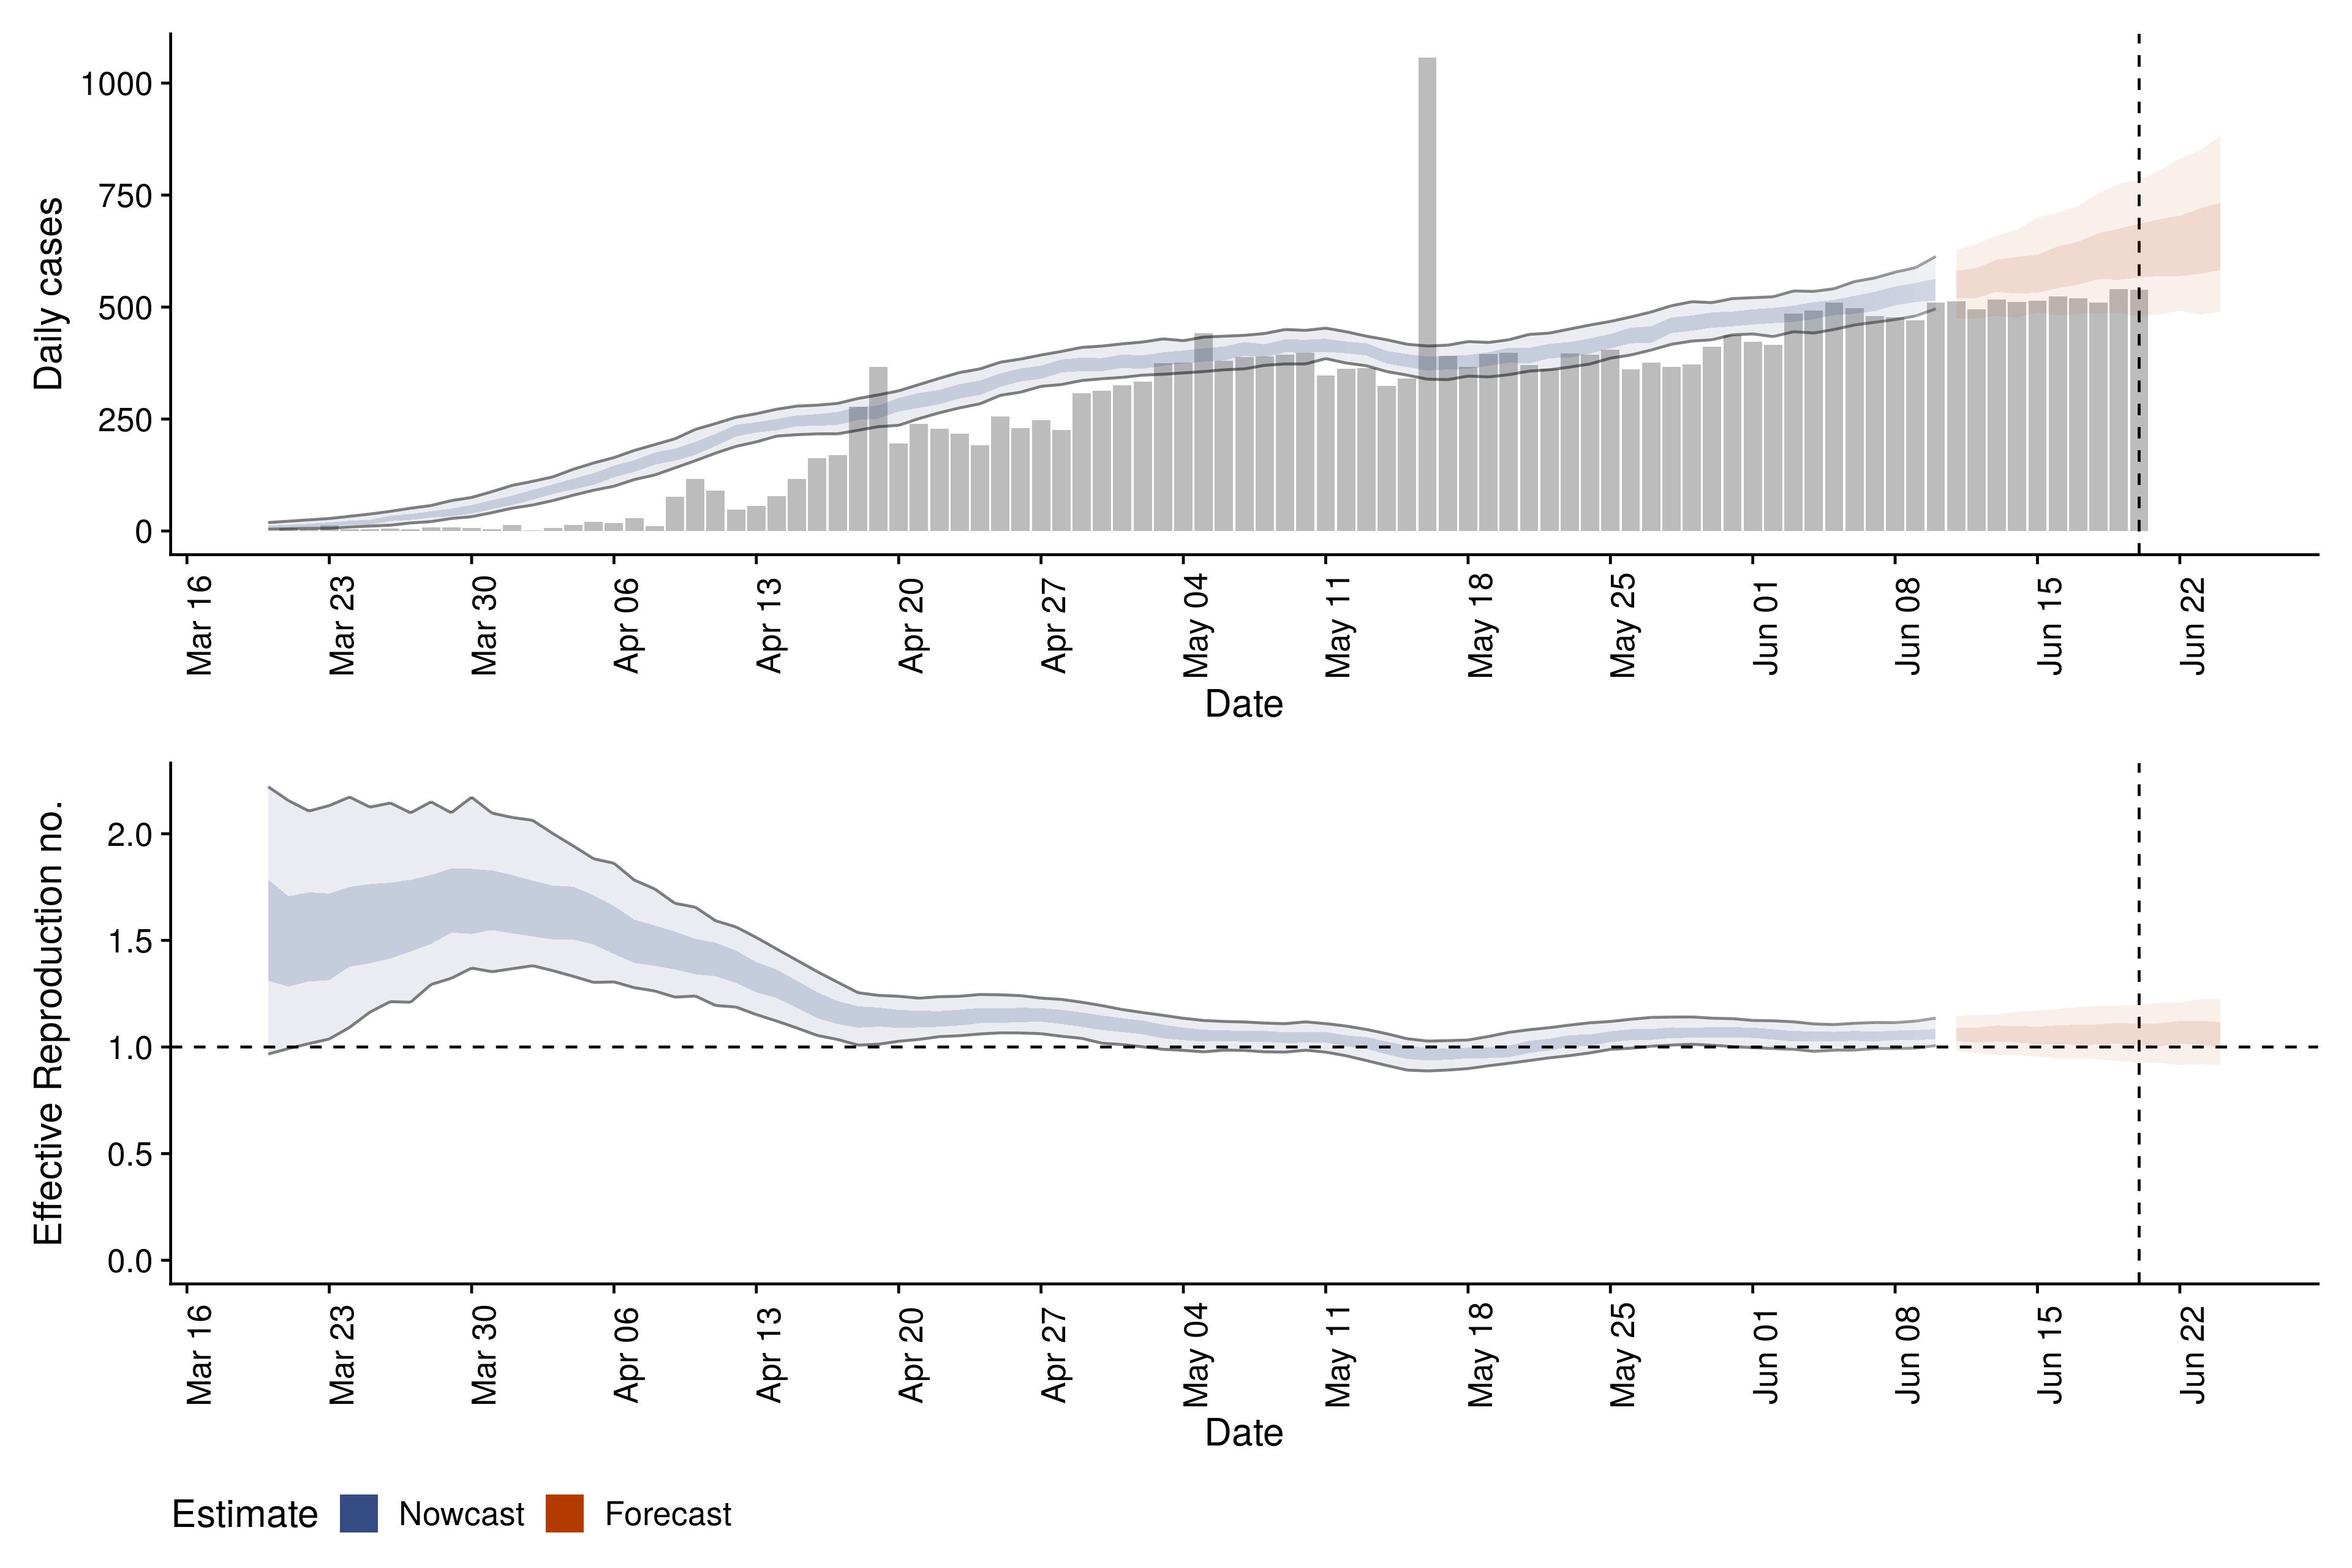 Daily cases
1000
750
500
250
0
Mar 16
Mar 23
Mar 30
Apr 06
Apr 13
Apr 20
Apr 27
May 04
May 11
May 18
May 25
Jun 01
Jun 08
Jun 15
Jun 22
Date
Effective Reproduction no.
2.0
1.5
1.0
0.5
0.0
Mar 16
Mar 23
Mar 30
Apr 06
Apr 13
Apr 20
Apr 27
May 04
May 11
May 18
May 25
Jun 01
Jun 08
Jun 15
Jun 22
Date
Estimate Nowcast Forecast